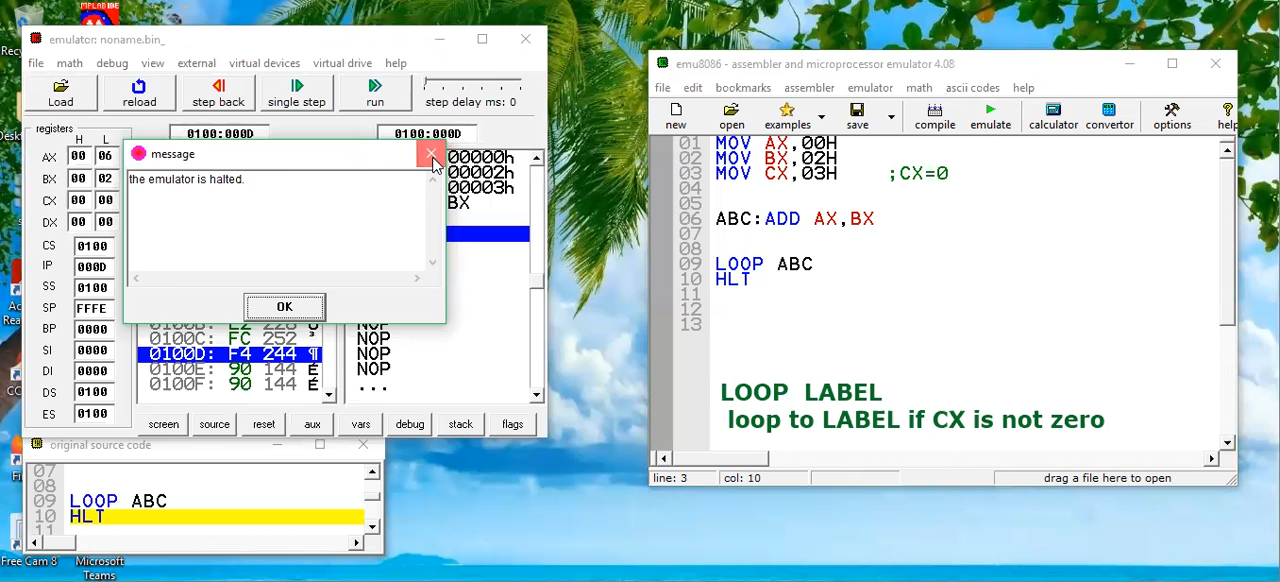 MPLAB IDE
emulator: noname.bin_
file math debug view external virtual devices virtual drive help
Load reload step back single step run step delay ms: 0
registers
H L
0100:000D 0100:000D
AX 00 06
BX 00 02
CX 00 00
DX 00 00
CS 0100
IP 000D
SS 0100
SP FFFE
BP 0000
SI 0000
DI 0000
DS 0100
ES 0100
message
the emulator is halted.
OK
00000h
00002h
00003h
BX
0100C: FC 252 ³ NOP
0100D: F4 244 ¶ NOP
0100E: 90 144 É NOP
0100F: 90 144 É ...
screen source reset aux vars debug stack flags
original source code
07
08
09 LOOP ABC
10 HLT
11
emu8086 - assembler and microprocessor emulator 4.08
file edit bookmarks assembler emulator math ascii codes help
new open examples save compile emulate calculator convertor options help
01 MOV AX,00H
02 MOV BX,02H
03 MOV CX,03H ;CX=0
04
05
06 ABC:ADD AX,BX
07
08
09 LOOP ABC
10 HLT
11
12
13
LOOP LABEL
loop to LABEL if CX is not zero
line: 3 col: 10 drag a file here to open
Free Cam 8
Microsoft
Teams